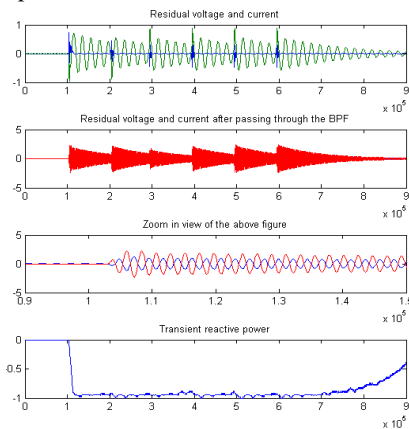 Residual voltage and current
1
0
-1
0 1 2 3 4 5 6 7 8 9
x 10^5
Residual voltage and current after passing through the BPF
5
0
-5
0 1 2 3 4 5 6 7 8 9
x 10^5
Zoom in view of the above figure
5
0
-5
0.9 1 1.1 1.2 1.3 1.4 1.5
x 10^5
Transient reactive power
0
-0.5
-1
0 1 2 3 4 5 6 7 8 9
x 10^5